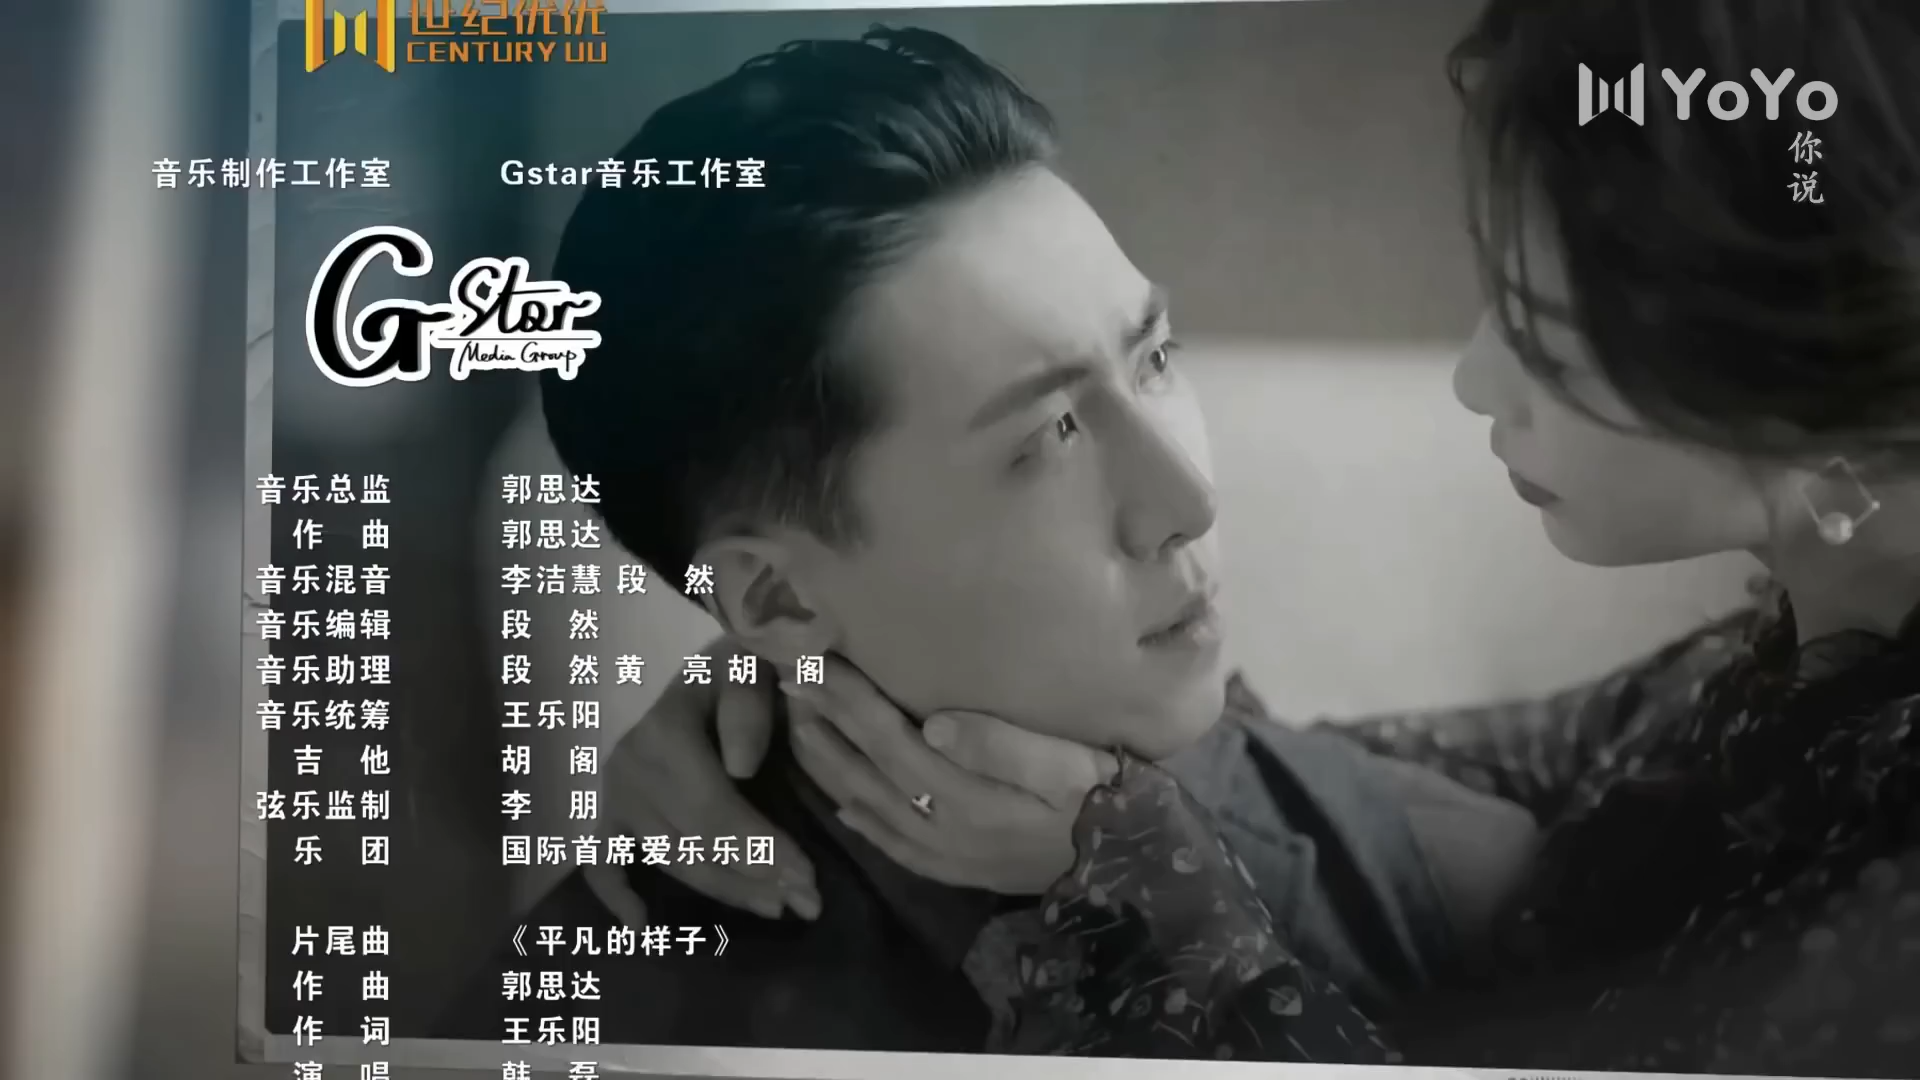 世纪优优
CENTURY UU
YoYo
你说
音乐制作工作室 Gstar音乐工作室
GStar
Media Group
音乐总监 郭思达
作 曲 郭思达
音乐混音 李洁慧 段 然
音乐编辑 段 然
音乐助理 段 然 黄 亮 胡 阁
音乐统筹 王乐阳
吉 他 胡 阁
弦乐监制 李 朋
乐 团 国际首席爱乐乐团
片尾曲 《平凡的样子》
作 曲 郭思达
作 词 王乐阳
演 唱 韩 磊